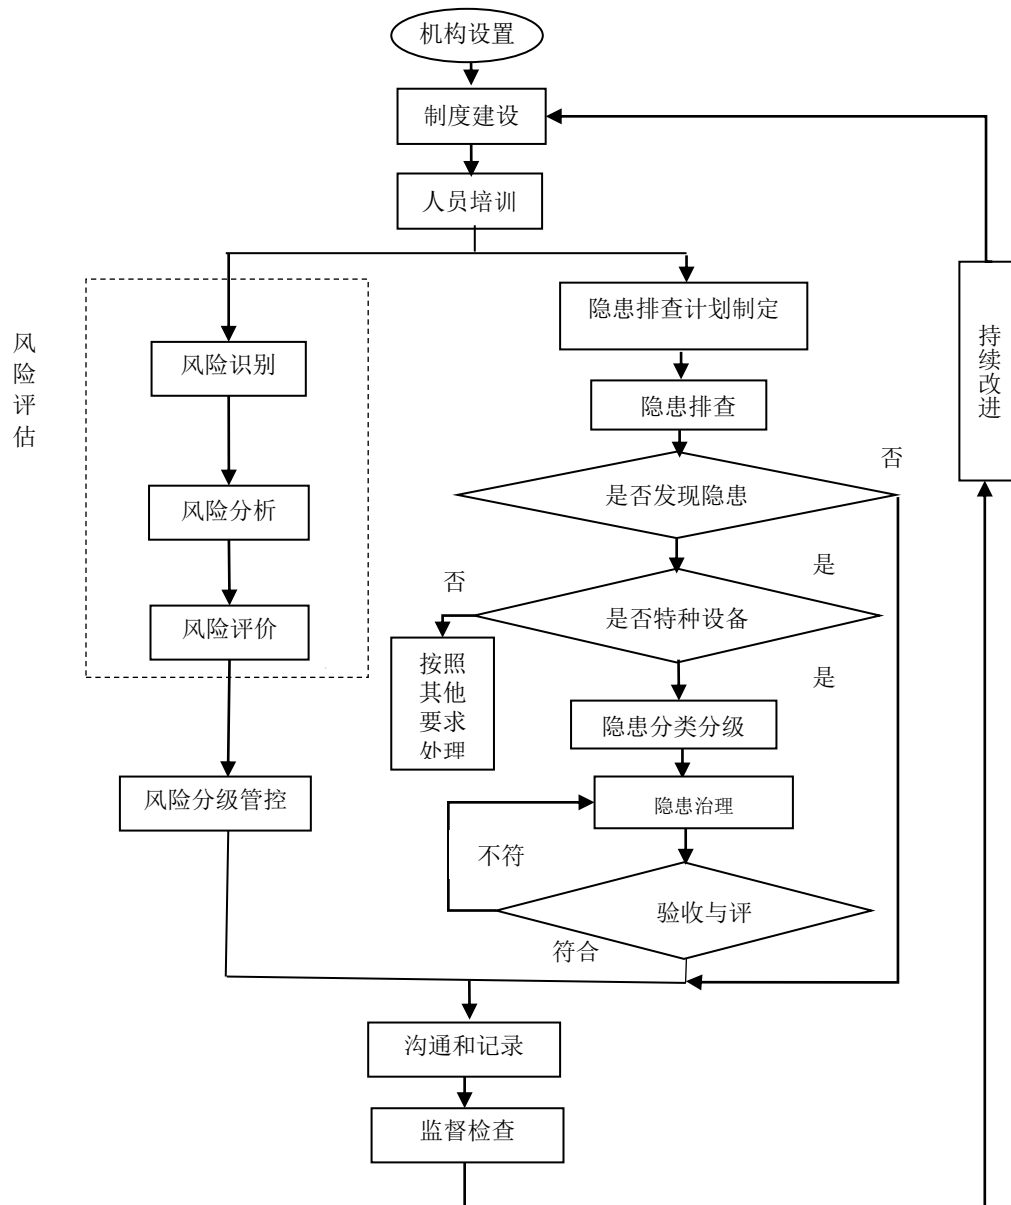 机构设置
制度建设
人员培训
风
险
评
估
风险识别
风险分析
风险评价
风险分级管控
隐患排查计划制定
隐患排查
是否发现隐患
否
是
是否特种设备
否
按照
其他
要求
处理
是
隐患分类分级
隐患治理
不符
验收与评
符合
沟通和记录
监督检查
持
续
改
进